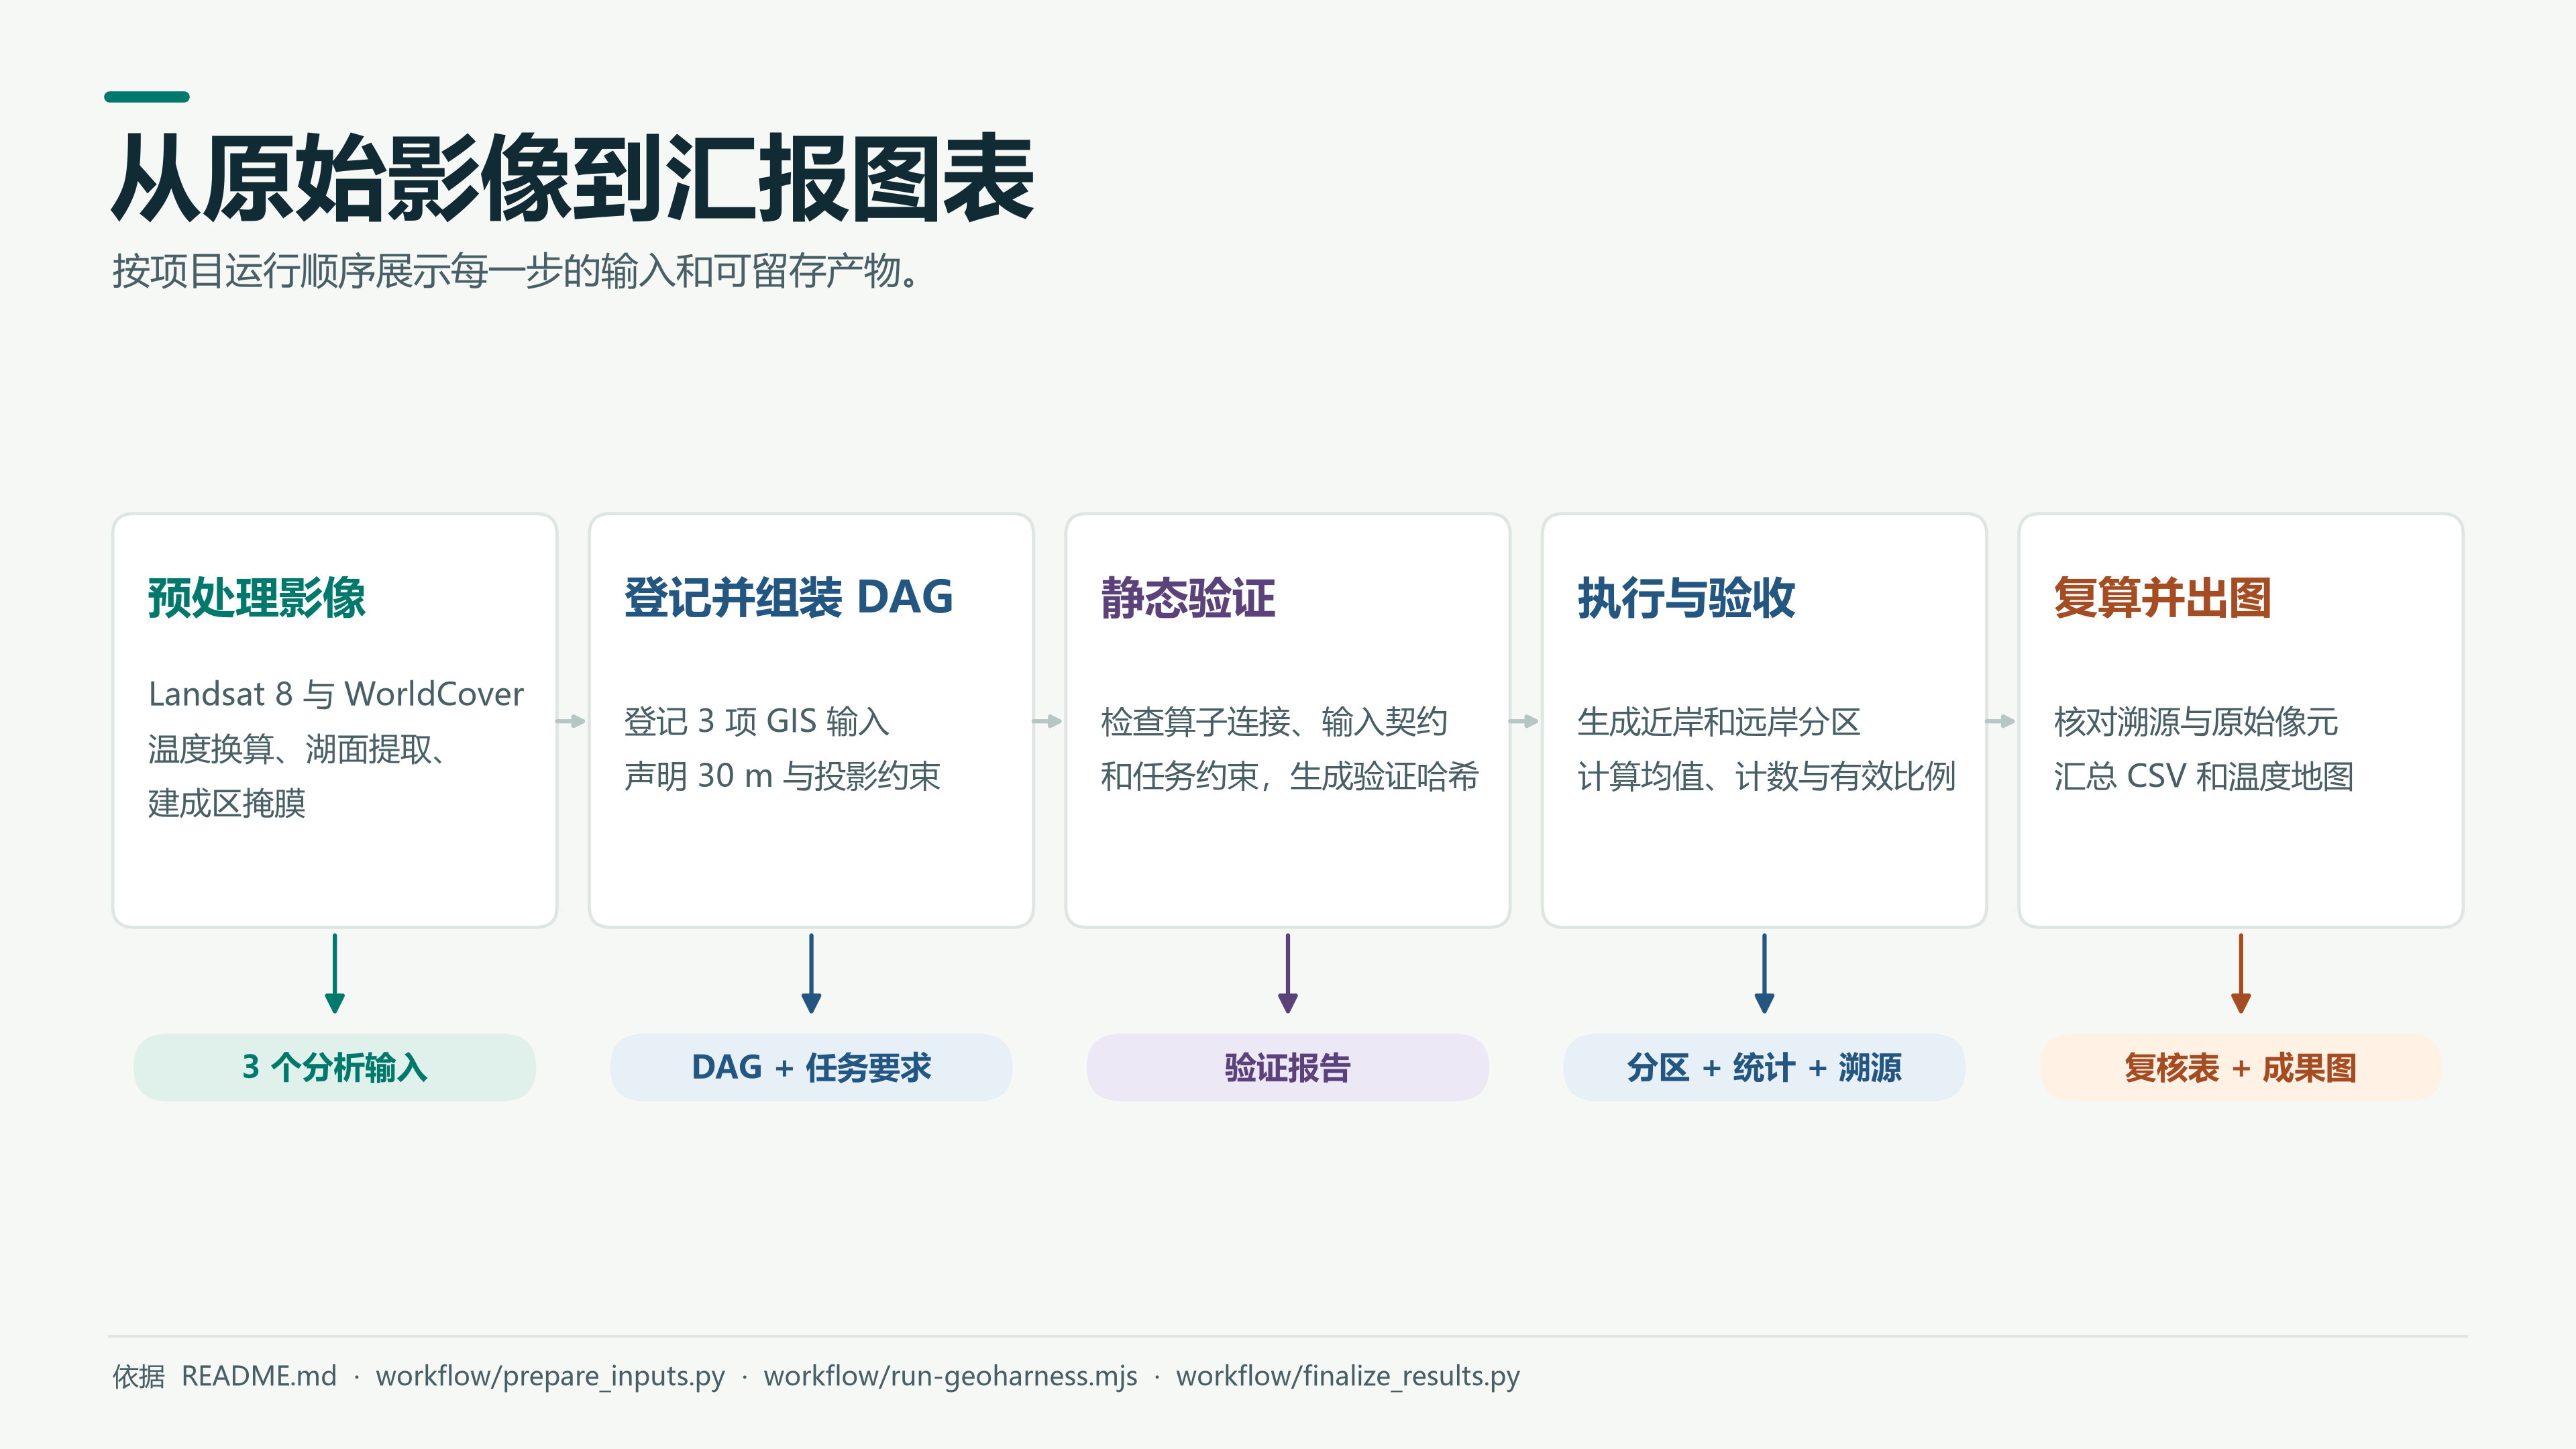 从原始影像到汇报图表
按项目运行顺序展示每一步的输入和可留存产物。
预处理影像
Landsat 8 与 WorldCover
温度换算、湖面提取、
建成区掩膜
3 个分析输入
登记并组装 DAG
登记 3 项 GIS 输入
声明 30 m 与投影约束
DAG + 任务要求
静态验证
检查算子连接、输入契约
和任务约束，生成验证哈希
验证报告
执行与验收
生成近岸和远岸分区
计算均值、计数与有效比例
分区 + 统计 + 溯源
复算并出图
核对溯源与原始像元
汇总 CSV 和温度地图
复核表 + 成果图
依据 README.md · workflow/prepare_inputs.py · workflow/run-geoharness.mjs · workflow/finalize_results.py